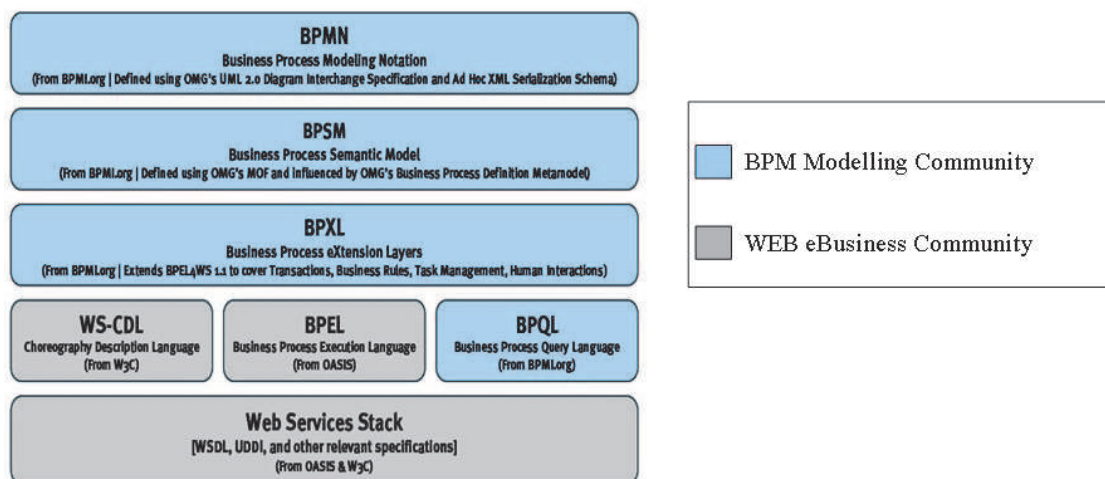 BPMN
Business Process Modeling Notation
(From BPMI.org | Defined using OMG's UML 2.0 Diagram Interchange Specification and Ad Hoc XML Serialization Schema)
BPSM
Business Process Semantic Model
(From BPMI.org | Defined using OMG's MOF and Influenced by OMG's Business Process Definition Metamodel)
BPXL
Business Process eXtension Layers
(From BPMI.org | Extends BPEL4WS 1.1 to cover Transactions, Business Rules, Task Management, Human Interactions)
WS-CDL
Choreography Description Language
(From W3C)
BPEL
Business Process Execution Language
(From OASIS)
BPQL
Business Process Query Language
(From BPMI.org)
Web Services Stack
[WSDL, UDDI, and other relevant specifications]
(From OASIS & W3C)
BPM Modelling Community
WEB eBusiness Community